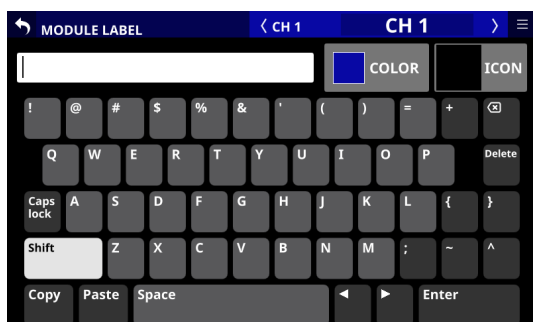 MODULE LABEL 〈 CH 1 CH 1 〉
COLOR ICON
! @ # $ % & ' ( ) = +
Q W E R T Y U I O P Delete
Caps lock A S D F G H J K L { }
Shift Z X C V B N M ; ~ ^
Copy Paste Space ◄ ► Enter